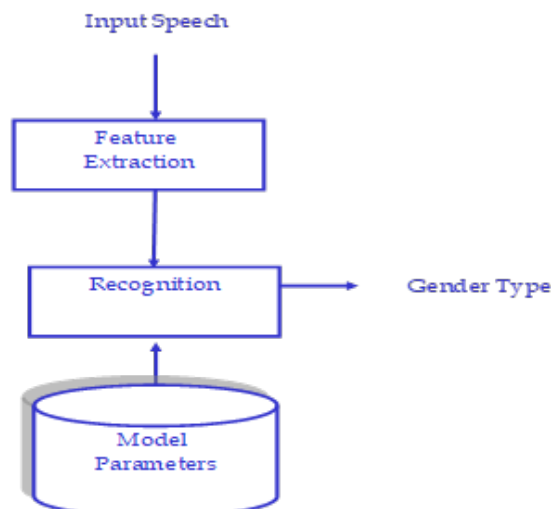 Input Speech
Feature
Extraction
Recognition
Gender Type
Model
Parameters